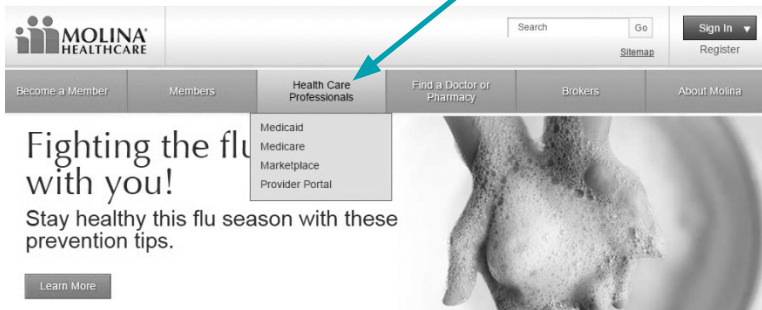 MOLINA
HEALTHCARE
Search
Go
Sitemap
Sign In
Register
Become a Member
Members
Health Care
Professionals
Find a Doctor or
Pharmacy
Brokers
About Molina
Medicaid
Medicare
Marketplace
Provider Portal
Fighting the flu
with you!
Stay healthy this flu season with these
prevention tips.
Learn More